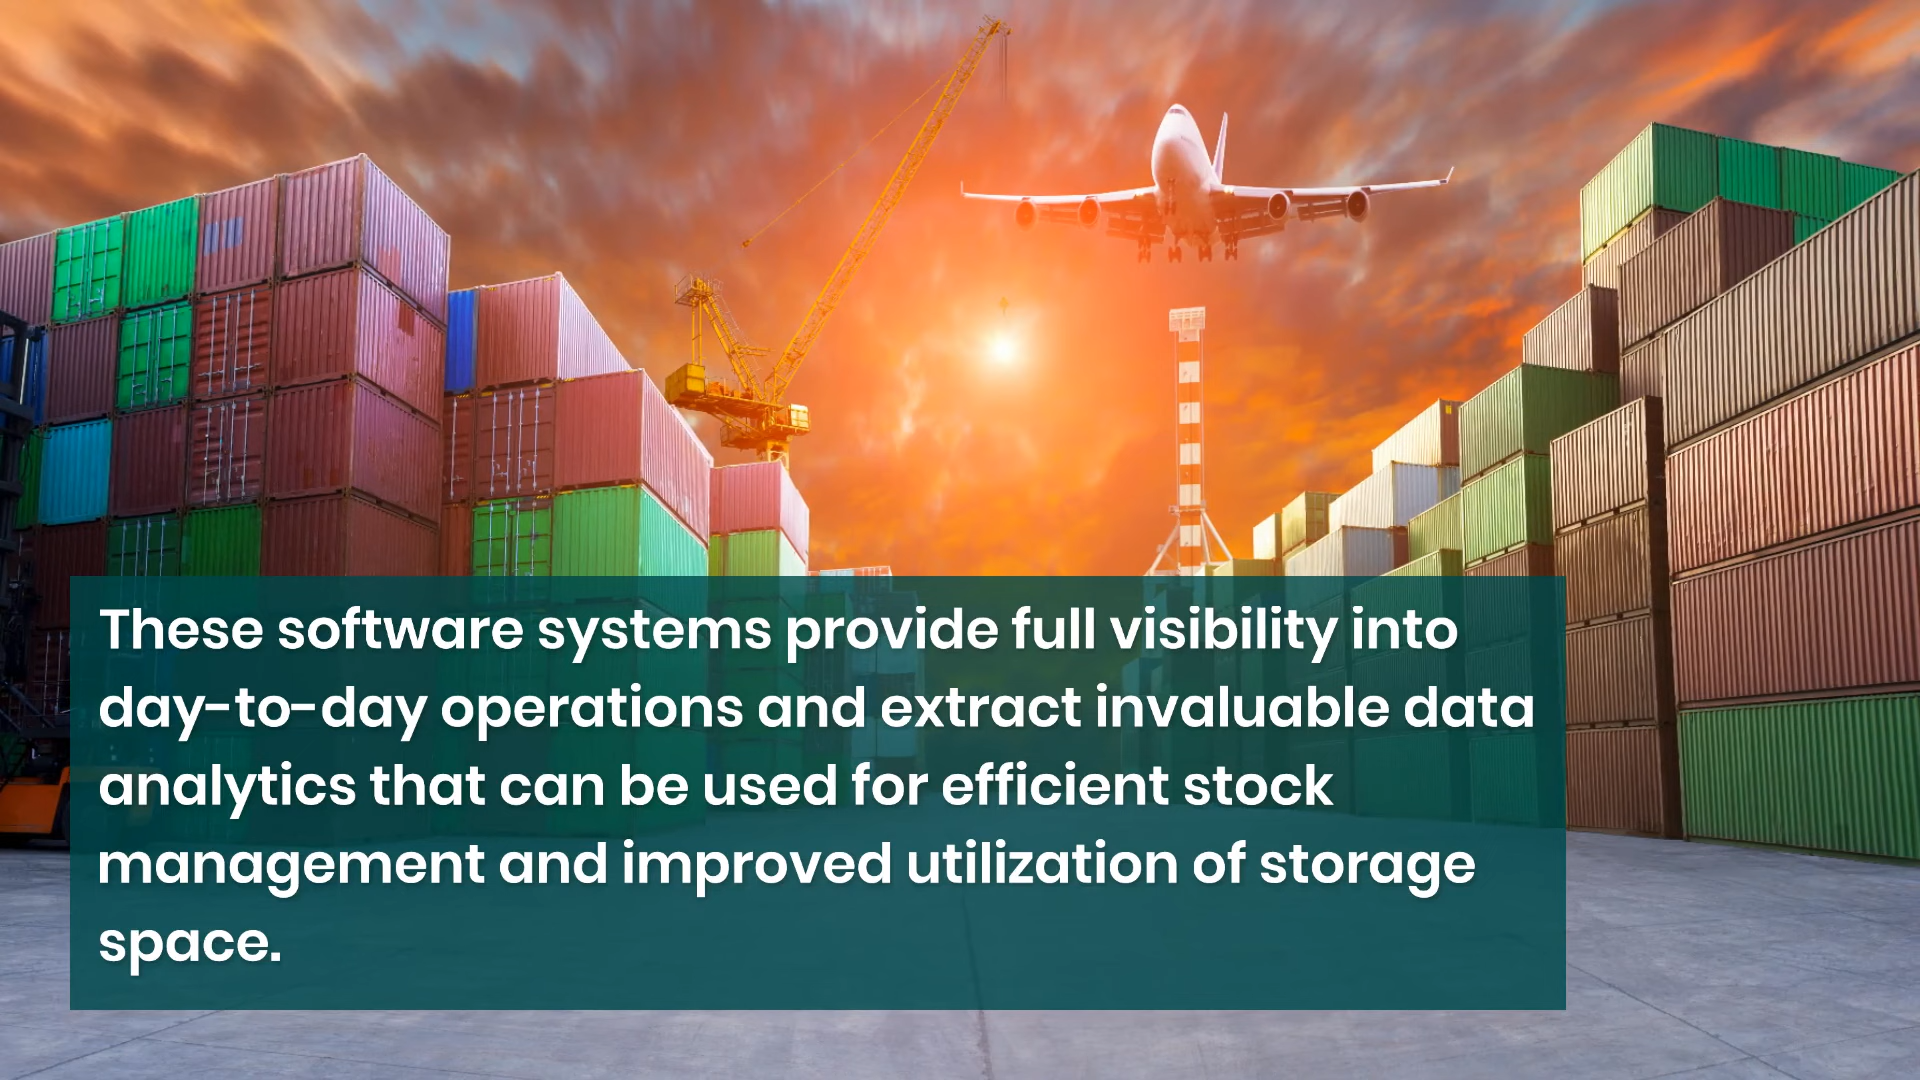 These software systems provide full visibility into
day-to-day operations and extract invaluable data
analytics that can be used for efficient stock
management and improved utilization of storage
space.